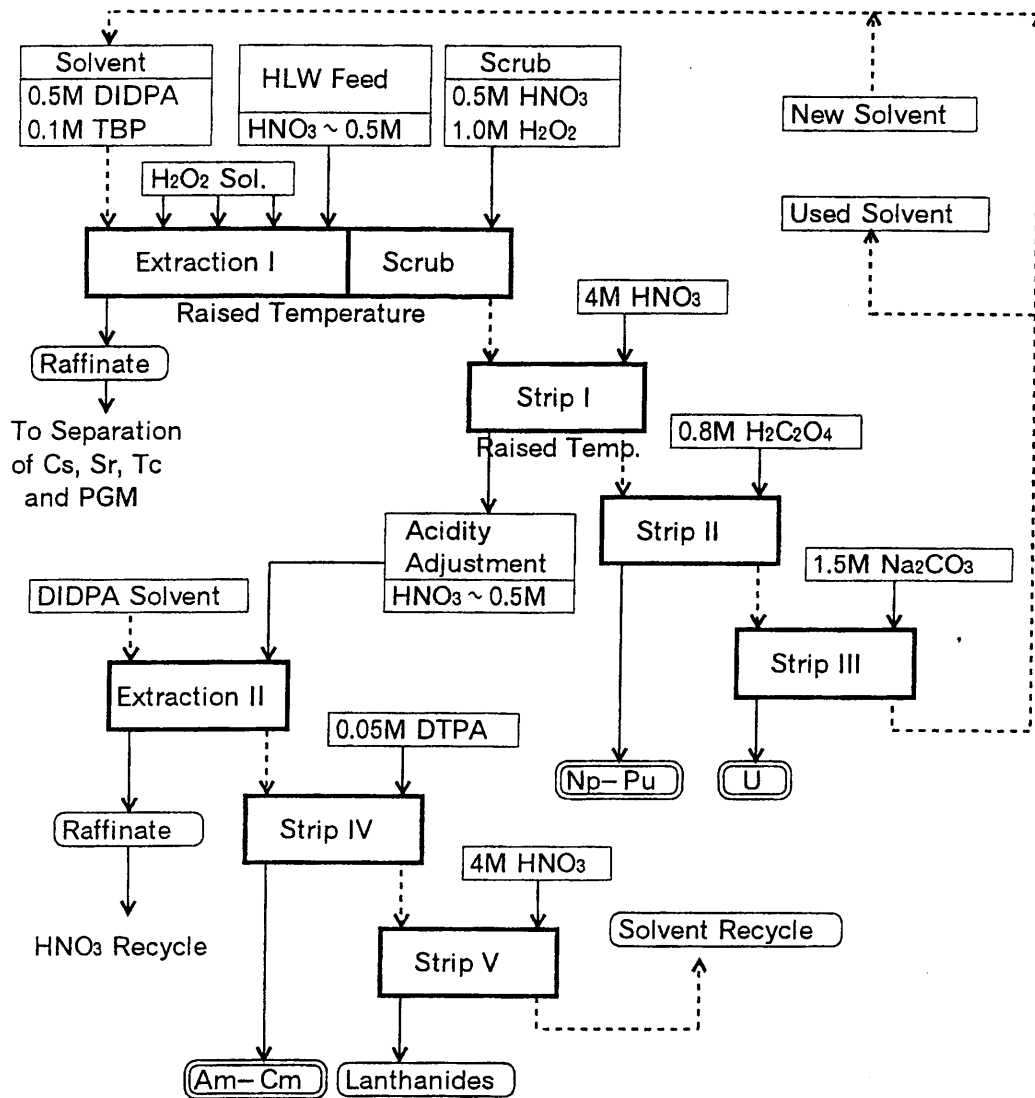 Solvent
0.5M DIDPA
0.1M TBP
HLW Feed
HNO₃ ~ 0.5M
Scrub
0.5M HNO₃
1.0M H₂O₂
New Solvent
H₂O₂ Sol.
Used Solvent
Extraction I
Scrub
Raised Temperature
4M HNO₃
Raffinate
Strip I
To Separation
of Cs, Sr, Tc
and PGM
Raised Temp.
0.8M H₂C₂O₄
Acidity
Adjustment
HNO₃ ~ 0.5M
Strip II
1.5M Na₂CO₃
DIDPA Solvent
Strip III
Extraction II
0.05M DTPA
Np-Pu
U
Raffinate
Strip IV
4M HNO₃
HNO₃ Recycle
Solvent Recycle
Strip V
Am-Cm
Lanthanides